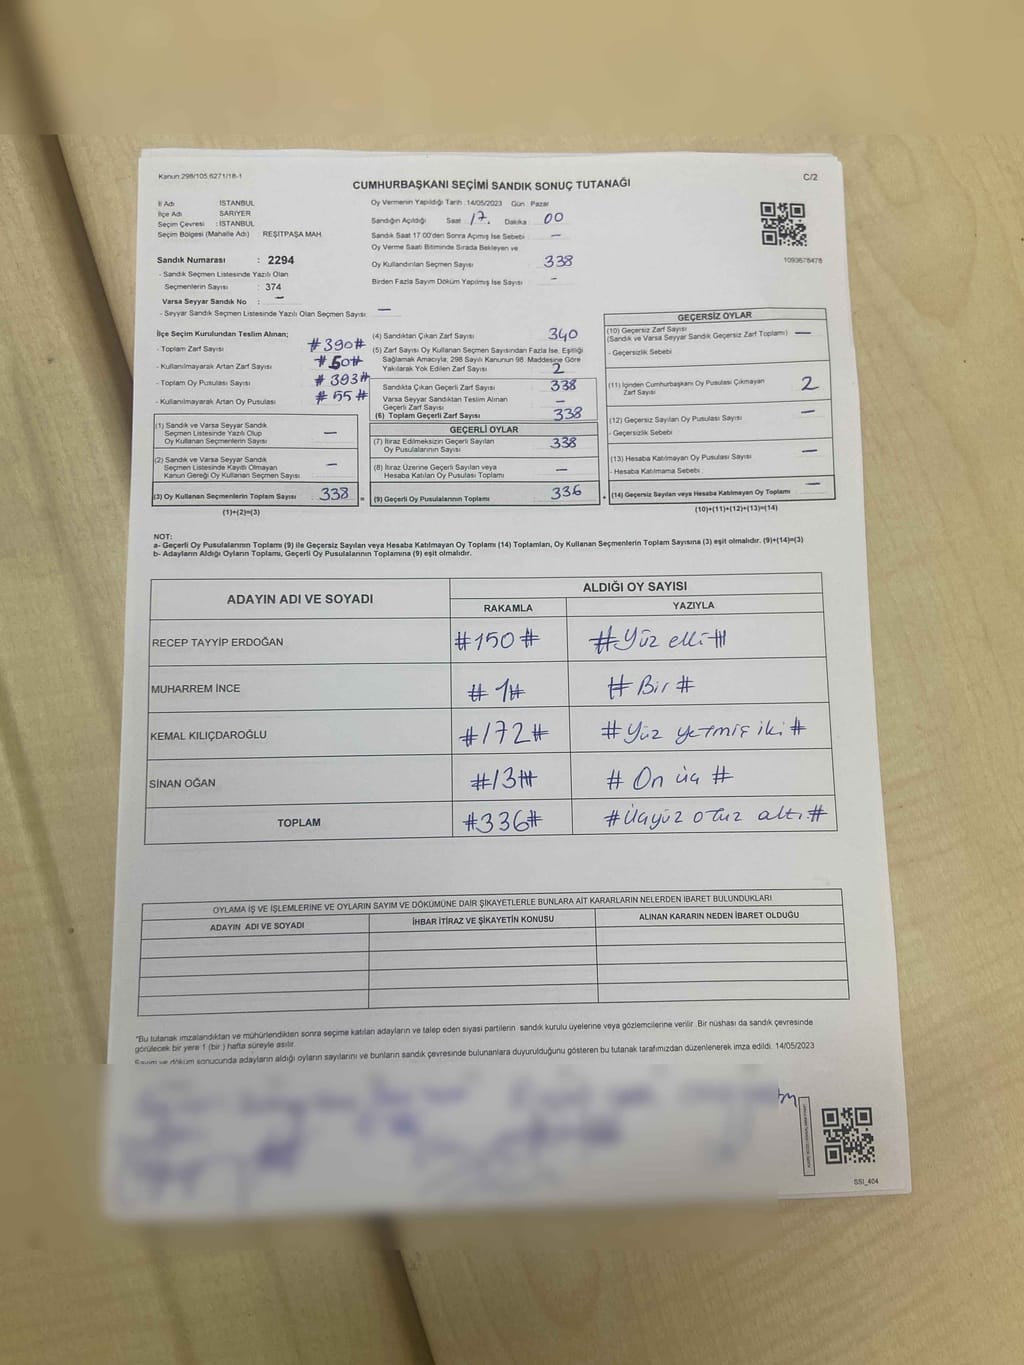 Kanun:298/105.6271/18-1
C/2
CUMHURBAŞKANI SEÇİMİ SANDIK SONUÇ TUTANAĞI
İl Adı : İSTANBUL
İlçe Adı : SARIYER
Seçim Çevresi : İSTANBUL
Seçim Bölgesi (Mahalle Adı) : REŞİTPAŞA MAH.
Sandık Numarası : 2294
- Sandık Seçmen Listesinde Yazılı Olan
Seçmenlerin Sayısı : 374
Varsa Seyyar Sandık No : —
- Seyyar Sandık Seçmen Listesinde Yazılı Olan Seçmen Sayısı: —
Oy Vermenin Yapıldığı Tarih :14/05/2023 Gün : Pazar
Sandığın Açıldığı Saat : 17. Dakika : 00
Sandık Saat 17.00'den Sonra Açımış İse Sebebi : —
Oy Verme Saati Bitiminde Sırada Bekleyen ve
Oy Kullandırılan Seçmen Sayısı 338
Birden Fazla Sayım Döküm Yapılmış İse Sayısı : -
1093678478
İlçe Seçim Kurulundan Teslim Alınan;
- Toplam Zarf Sayısı #390#
- Kullanılmayarak Artan Zarf Sayısı #50#
- Toplam Oy Pusulası Sayısı #393#
- Kullanılmayarak Artan Oy Pusulası #55#
(1) Sandık ve Varsa Seyyar Sandık
Seçmen Listesinde Yazılı Olup
Oy Kullanan Seçmenlerin Sayısı —
(2) Sandık ve Varsa Seyyar Sandık
Seçmen Listesinde Kayıtlı Olmayan
Kanun Gereği Oy Kullanan Seçmen Sayısı —
(3) Oy Kullanan Seçmenlerin Toplam Sayısı 338 =
(1)+(2)=(3)
(4) Sandıktan Çıkan Zarf Sayısı 340
(5) Zarf Sayısı Oy Kullanan Seçmen Sayısından Fazla İse, Eşitliği
Sağlamak Amacıyla; 298 Sayılı Kanunun 98. Maddesine Göre
Yakılarak Yok Edilen Zarf Sayısı 2
Sandıkta Çıkan Geçerli Zarf Sayısı 338
Varsa Seyyar Sandıktan Teslim Alınan
Geçerli Zarf Sayısı —
(6) Toplam Geçerli Zarf Sayısı 338
GEÇERLİ OYLAR
(7) İtiraz Edilmeksizin Geçerli Sayılan
Oy Pusulalarının Sayısı 338
(8) İtiraz Üzerine Geçerli Sayılan veya
Hesaba Katılan Oy Pusulası Toplamı —
(9) Geçerli Oy Pusulalarının Toplamı 336 +
GEÇERSİZ OYLAR
(10) Geçersiz Zarf Sayısı
(Sandık ve Varsa Seyyar Sandık Geçersiz Zarf Toplamı) —
- Geçersizlik Sebebi
(11) İçinden Cumhurbaşkanı Oy Pusulası Çıkmayan
Zarf Sayısı 2
(12) Geçersiz Sayılan Oy Pusulası Sayısı —
- Geçersizlik Sebebi :
(13) Hesaba Katılmayan Oy Pusulası Sayısı —
- Hesaba Katılmama Sebebi :
(14) Geçersiz Sayılan veya Hesaba Katılmayan Oy Toplamı —
(10)+(11)+(12)+(13)=(14)
NOT:
a- Geçerli Oy Pusulalarının Toplamı (9) ile Geçersiz Sayılan veya Hesaba Katılmayan Oy Toplamı (14) Toplamları, Oy Kullanan Seçmenlerin Toplam Sayısına (3) eşit olmalıdır. (9)+(14)=(3)
b- Adayların Aldığı Oyların Toplamı, Geçerli Oy Pusulalarının Toplamına (9) eşit olmalıdır.
ADAYIN ADI VE SOYADI ALDIĞI OY SAYISI
RAKAMLA YAZIYLA
RECEP TAYYİP ERDOĞAN #150# #Yüz elli#
MUHARREM İNCE #1# #Bir#
KEMAL KILIÇDAROĞLU #172# #Yüz yetmiş iki#
SİNAN OĞAN #13# #On üç#
TOPLAM #336# #Üçyüz otuz altı#
OYLAMA İŞ VE İŞLEMLERİNE VE OYLARIN SAYIM VE DÖKÜMÜNE DAİR ŞİKAYETLERLE BUNLARA AİT KARARLARIN NELERDEN İBARET BULUNDUKLARI
ADAYIN ADI VE SOYADI İHBAR İTİRAZ VE ŞİKAYETİN KONUSU ALINAN KARARIN NEDEN İBARET OLDUĞU
*Bu tutanak imzalandıktan ve mühürlendikten sonra seçime katılan adayların ve talep eden siyasi partilerin sandık kurulu üyelerine veya gözlemcilerine verilir. Bir nüshası da sandık çevresinde
görülecek bir yere 1 (bir ) hafta süreyle asılır.
Sayım ve döküm sonucunda adayların aldığı oyların sayılarını ve bunların sandık çevresinde bulunanlara duyurulduğunu gösteren bu tutanak tarafımızdan düzenlenerek imza edildi. 14/05/2023
SSI_404